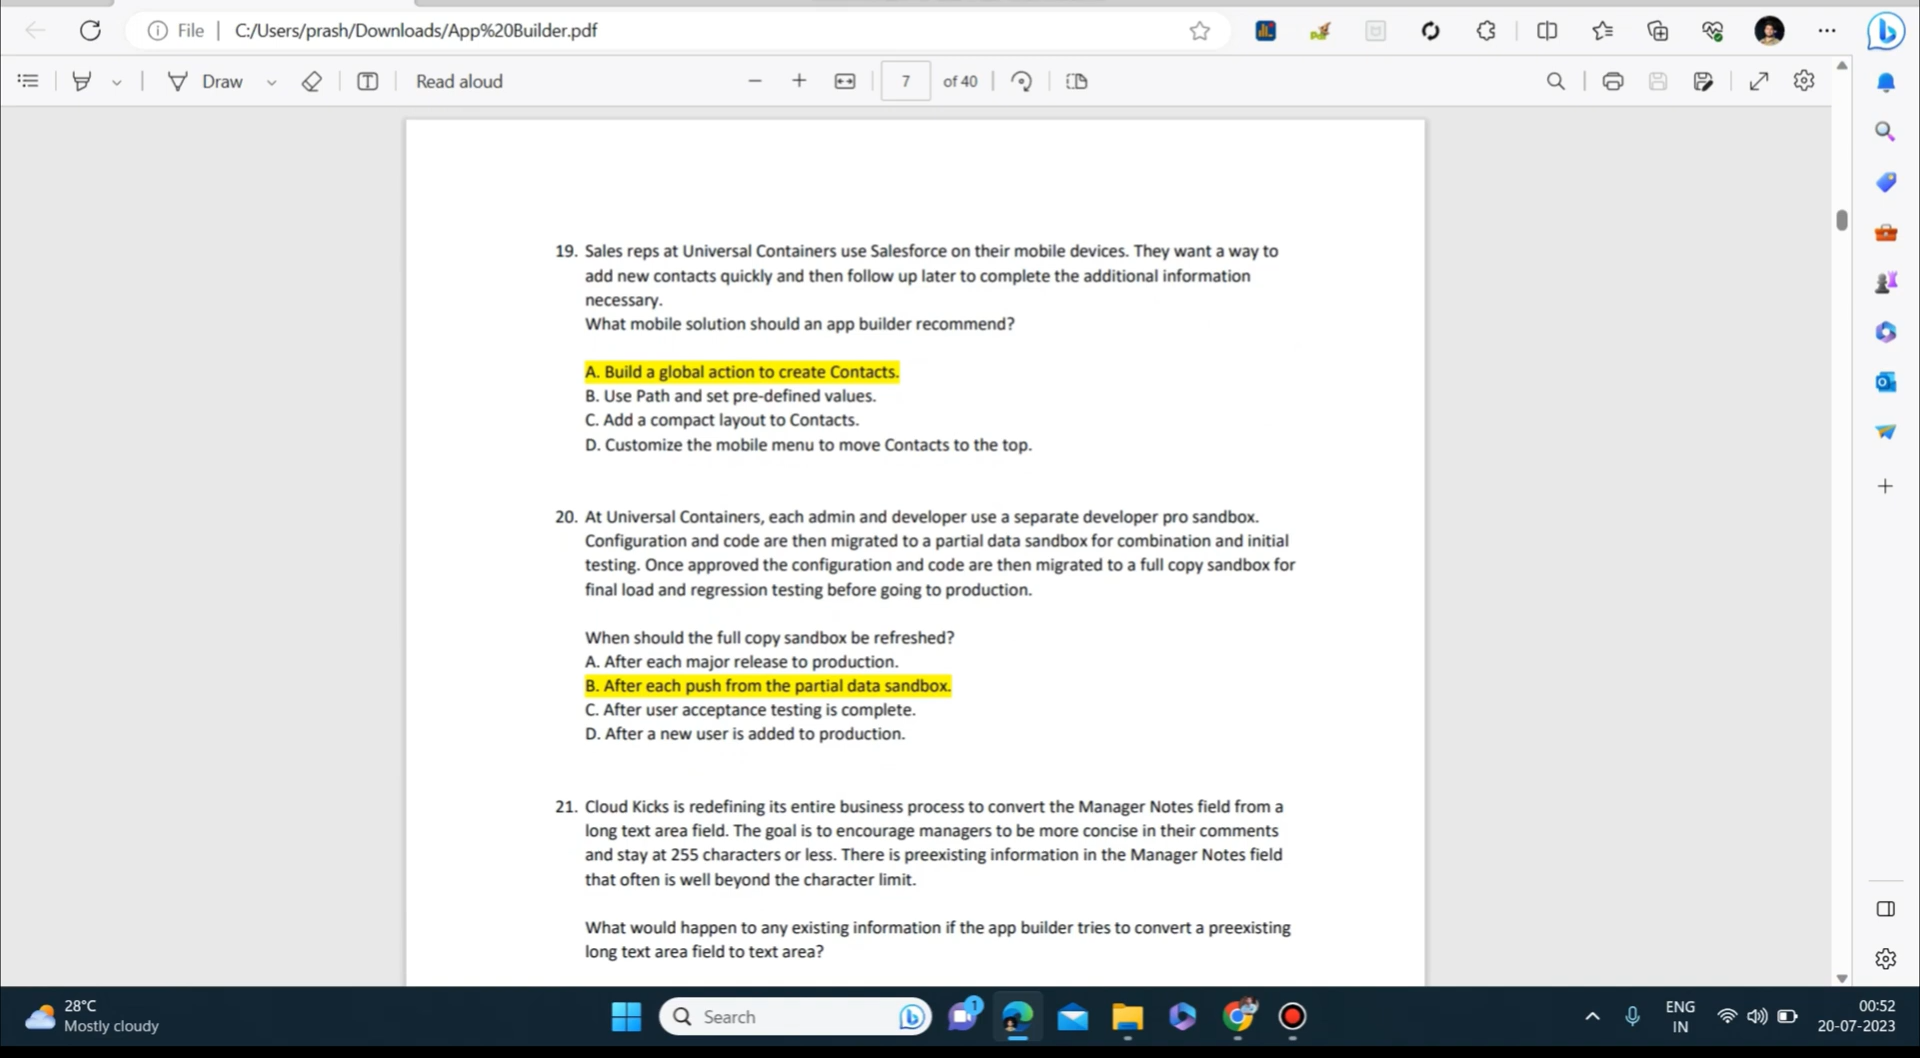 File
C:/Users/prash/Downloads/App%20Builder.pdf
Draw
Read aloud
7
of 40
19. Sales reps at Universal Containers use Salesforce on their mobile devices. They want a way to
add new contacts quickly and then follow up later to complete the additional information
necessary.
What mobile solution should an app builder recommend?
A. Build a global action to create Contacts.
B. Use Path and set pre-defined values.
C. Add a compact layout to Contacts.
D. Customize the mobile menu to move Contacts to the top.
20. At Universal Containers, each admin and developer use a separate developer pro sandbox.
Configuration and code are then migrated to a partial data sandbox for combination and initial
testing. Once approved the configuration and code are then migrated to a full copy sandbox for
final load and regression testing before going to production.
When should the full copy sandbox be refreshed?
A. After each major release to production.
B. After each push from the partial data sandbox.
C. After user acceptance testing is complete.
D. After a new user is added to production.
21. Cloud Kicks is redefining its entire business process to convert the Manager Notes field from a
long text area field. The goal is to encourage managers to be more concise in their comments
and stay at 255 characters or less. There is preexisting information in the Manager Notes field
that often is well beyond the character limit.
What would happen to any existing information if the app builder tries to convert a preexisting
long text area field to text area?
28°C
Mostly cloudy
Search
1
ENG
IN
00:52
20-07-2023